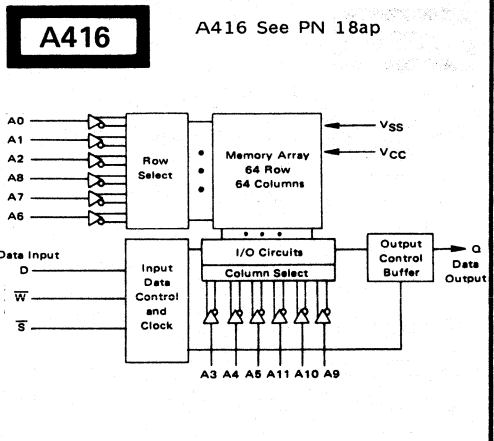 A416
A416 See PN 18ap
A0
A1
A2
A8
A7
A6
Row
Select
Memory Array
64 Row
64 Columns
VSS
VCC
Data Input
D
W
S
Input
Data
Control
and
Clock
I/O Circuits
Column Select
Output
Control
Buffer
Q
Data
Output
A3 A4 A5 A11 A10 A9